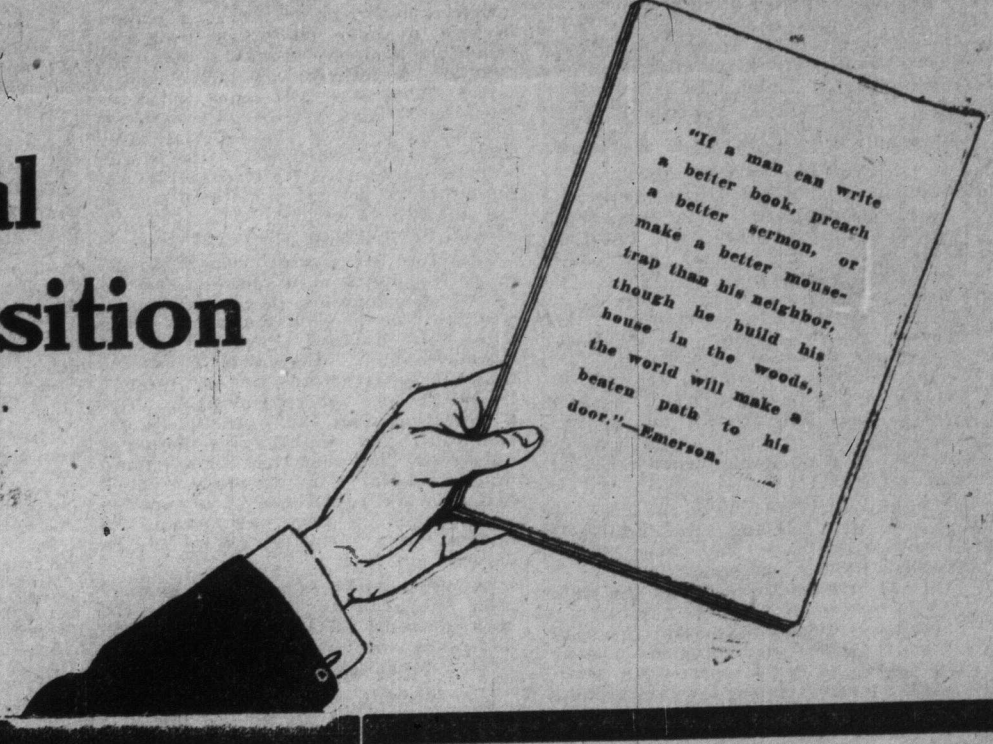 al
sition
“If a man can write
a better book, preach
a better sermon, or
make a better mouse-
trap than his neighbor,
though he build his
house in the woods,
the world will make a
beaten path to his
door.”—Emerson.